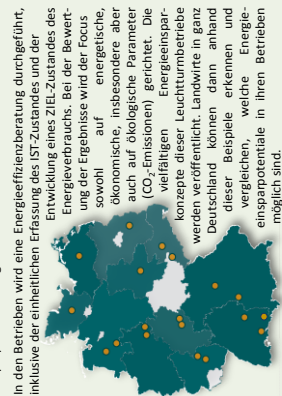 In den Betrieben wird eine Energieeffizienzberatung durchgeführt,
inklusive der einheitlichen Erfassung des IST-Zustandes und der
Entwicklung eines ZIEL-Zustandes des
Energieverbrauchs. Bei der Bewert-
ung der Ergebnisse wird der Focus
sowohl auf energetische,
ökonomische, insbesondere aber
auch auf ökologische Parameter
(CO₂-Emissionen) gerichtet. Die
vielfältigen Energieeinspar-
konzepte dieser Leuchtturmbetriebe
werden veröffentlicht. Landwirte in ganz
Deutschland können dann anhand
dieser Beispiele erkennen und
vergleichen, welche Energie-
einsparpotentiale in ihren Betrieben
möglich sind.